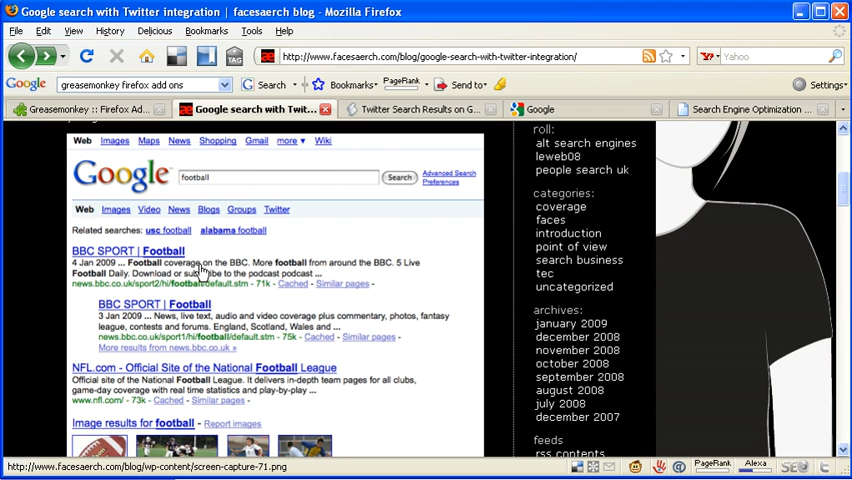 Google search with Twitter integration | facesaerch blog - Mozilla Firefox
File Edit View History Delicious Bookmarks Tools Help
TAG http://www.facesaerch.com/blog/google-search-with-twitter-integration/ Yahoo
Google greasemonkey firefox add ons Search Bookmarks PageRank Send to Settings
Greasemonkey :: Firefox Ad... Google search with Twit... Twitter Search Results on G... Google Search Engine Optimization ...
Web Images Maps News Shopping Gmail more ▼ Wiki
Google football Search Advanced Search
Preferences
Web Images Video News Blogs Groups Twitter
Related searches: usc football alabama football
BBC SPORT | Football
4 Jan 2009 ... Football coverage on the BBC. More football from around the BBC. 5 Live
Football Daily. Download or subscribe to the podcast podcast ...
news.bbc.co.uk/sport2/hi/football/default.stm - 71k - Cached - Similar pages -
BBC SPORT | Football
3 Jan 2009 ... News, live text, audio and video coverage plus commentary, photos, fantasy
league, contests and forums. England, Scotland, Wales and ...
news.bbc.co.uk/sport1/hi/football/default.stm - 75k - Cached - Similar pages -
More results from news.bbc.co.uk »
NFL.com - Official Site of the National Football League
Official site of the National Football League. It delivers in-depth team pages for all clubs,
game-day coverage with real time statistics and play-by-play ...
www.nfl.com/ - 73k - Cached - Similar pages -
Image results for football - Report images
roll:
alt search engines
leweb08
people search uk
categories:
coverage
faces
introduction
point of view
search business
tec
uncategorized
archives:
january 2009
december 2008
november 2008
october 2008
september 2008
august 2008
july 2008
december 2007
feeds
rss contents
http://www.facesaerch.com/blog/wp-content/screen-capture-71.png PageRank Alexa SEO